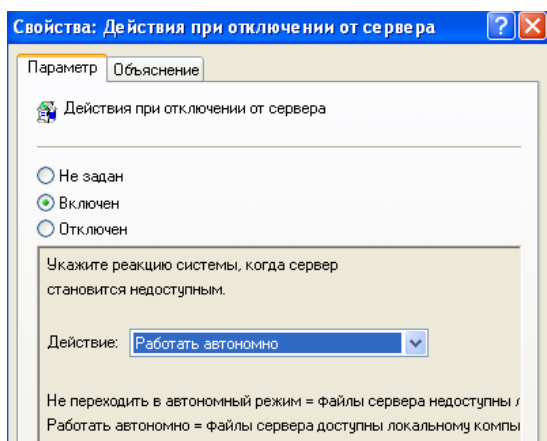 Свойства: Действия при отключении от сервера
Параметр Объяснение
Действия при отключении от сервера
Не задан
Включен
Отключен
Укажите реакцию системы, когда сервер
становится недоступным.
Действие: Работать автономно
Не переходить в автономный режим = файлы сервера недоступны
Работать автономно = файлы сервера доступны локальному